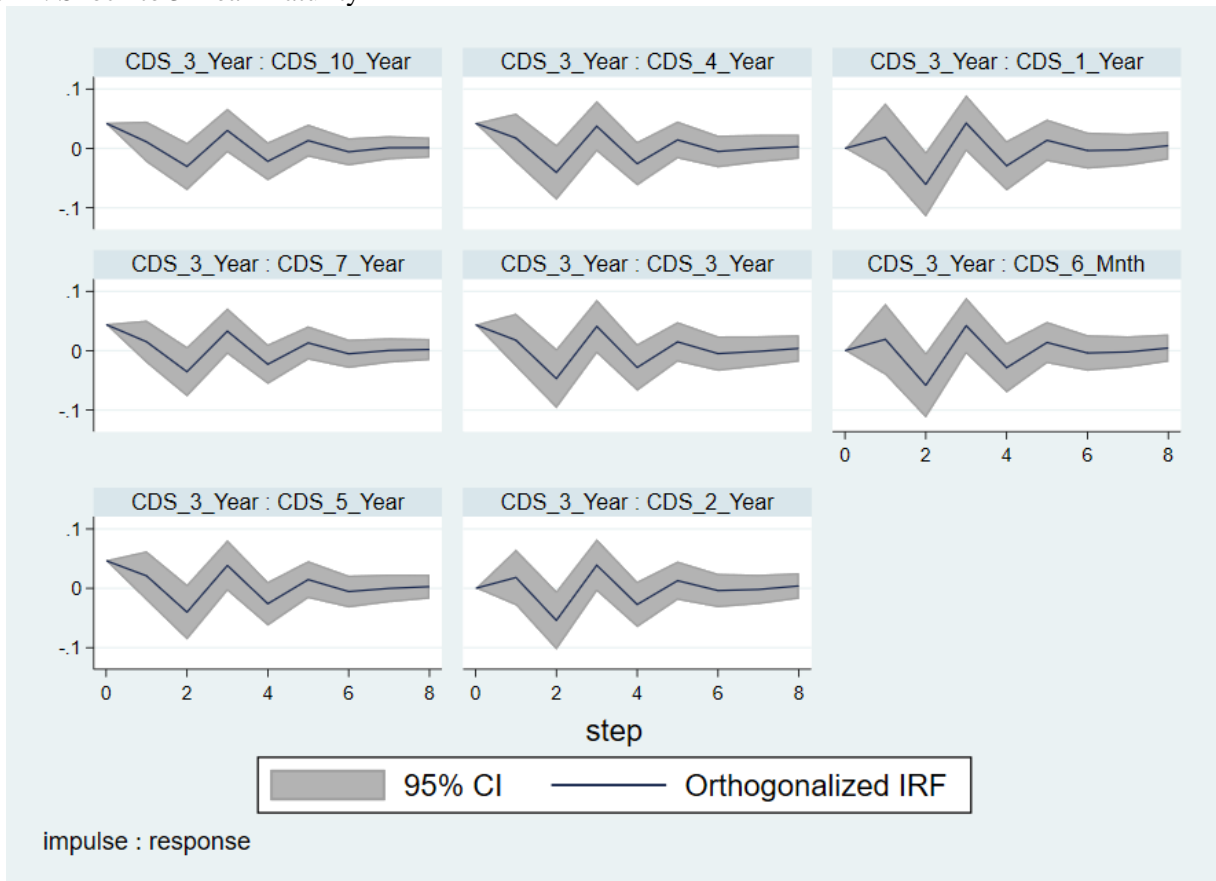 CDS_3_Year : CDS_10_Year CDS_3_Year : CDS_4_Year CDS_3_Year : CDS_1_Year
.1
0
-.1
CDS_3_Year : CDS_7_Year CDS_3_Year : CDS_3_Year CDS_3_Year : CDS_6_Mnth
.1
0
-.1
0 2 4 6 8
CDS_3_Year : CDS_5_Year CDS_3_Year : CDS_2_Year
.1
0
-.1
0 2 4 6 8 0 2 4 6 8
step
95% CI Orthogonalized IRF
impulse : response